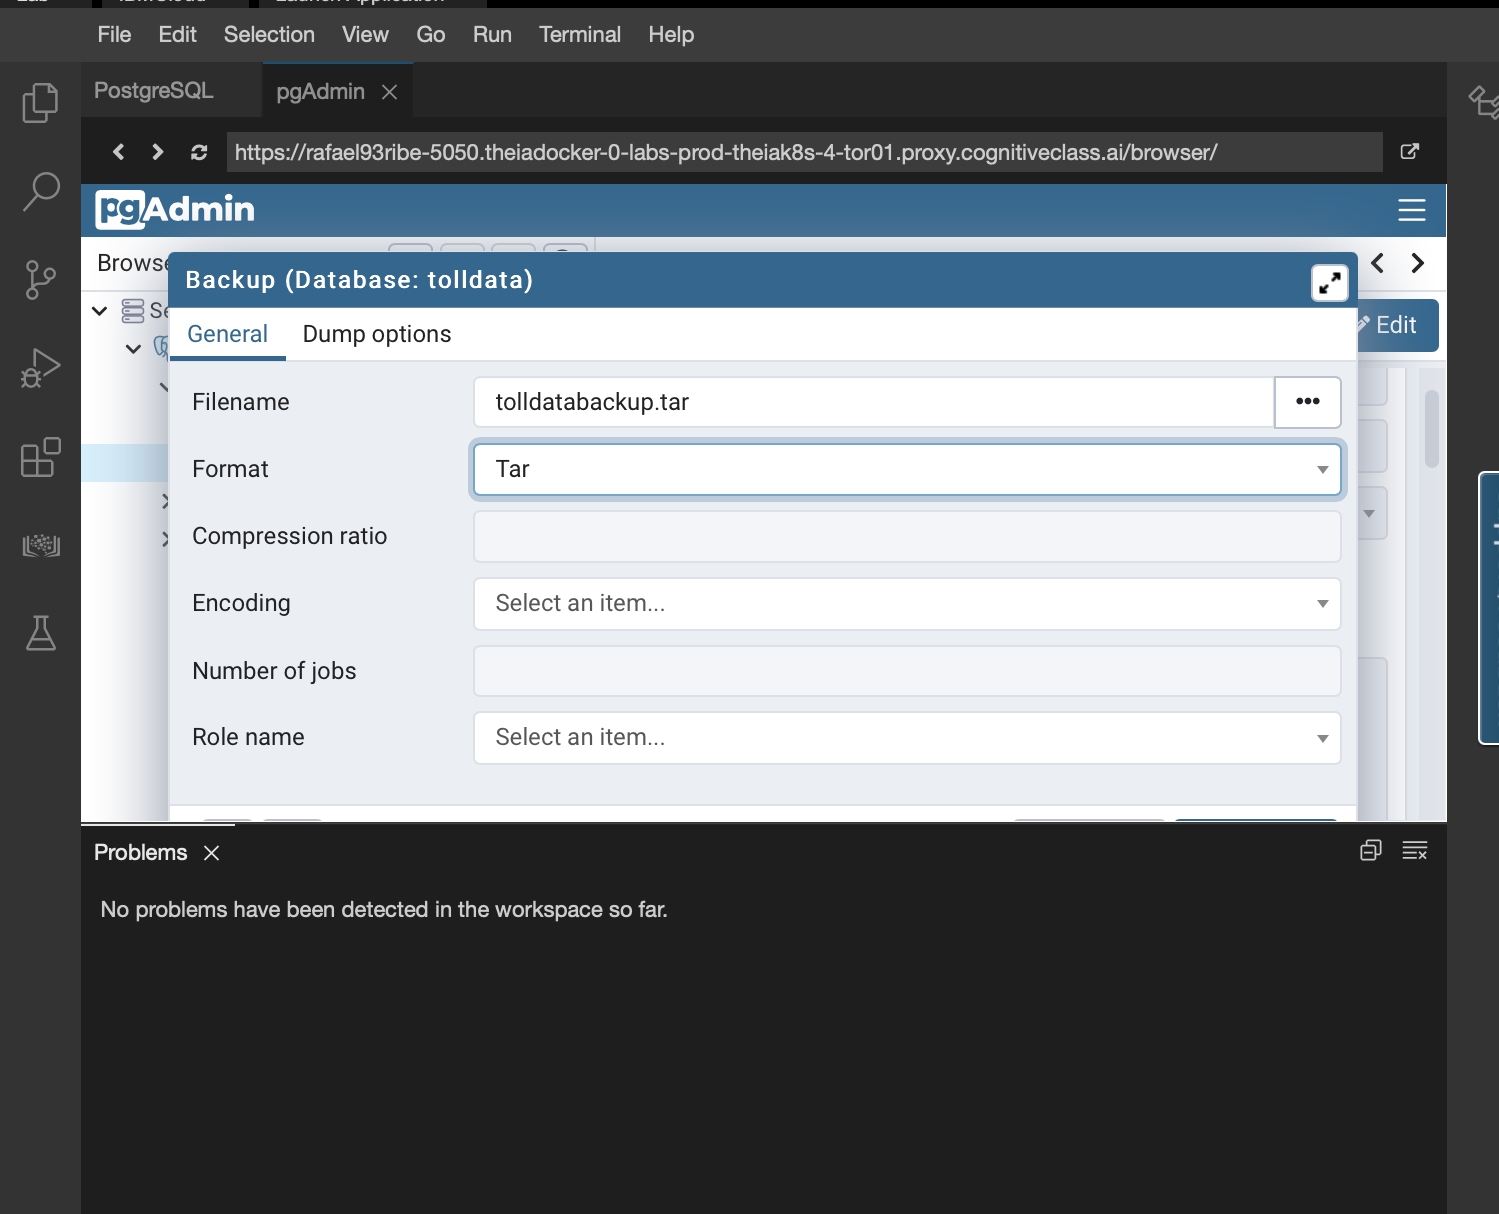 File Edit Selection View Go Run Terminal Help
PostgreSQL
pgAdmin
https://rafael93ribe-5050.theiadocker-0-labs-prod-theiak8s-4-tor01.proxy.cognitiveclass.ai/browser/
pgAdmin
Backup (Database: tolldata)
Edit
General Dump options
Filename tolldatabackup.tar
Format Tar
Compression ratio
Encoding Select an item...
Number of jobs
Role name Select an item...
Problems
No problems have been detected in the workspace so far.